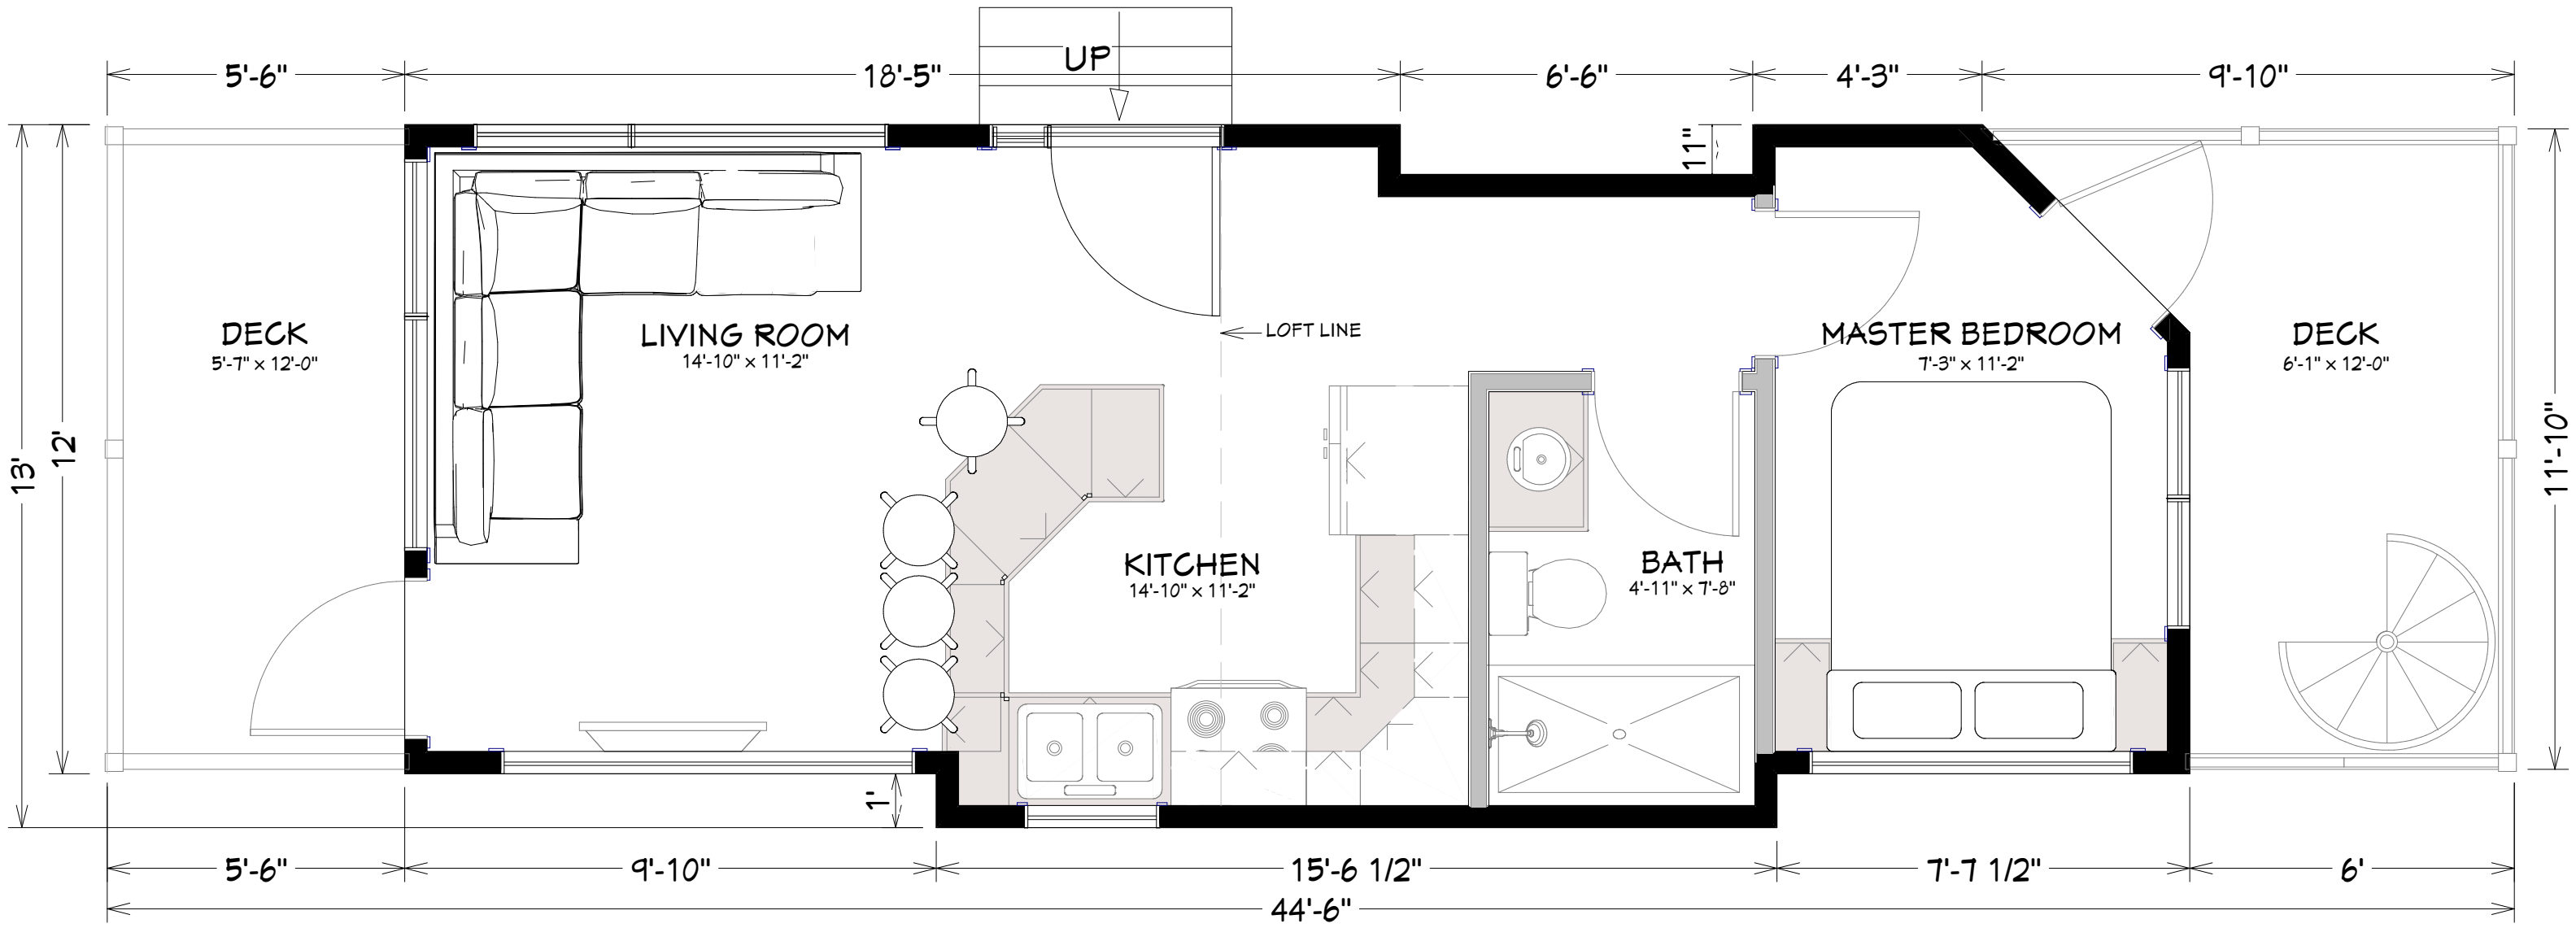 UP
5'-6"
18'-5"
6'-6"
4'-3"
9'-10"
11"
LOFT LINE
DECK
5'-7" x 12'-0"
LIVING ROOM
14'-10" x 11'-2"
MASTER BEDROOM
7'-3" x 11'-2"
DECK
6'-1" x 12'-0"
13'
12'
11'-10"
KITCHEN
14'-10" x 11'-2"
BATH
4'-11" x 7'-8"
1'
5'-6"
9'-10"
15'-6 1/2"
7'-7 1/2"
6'
44'-6"